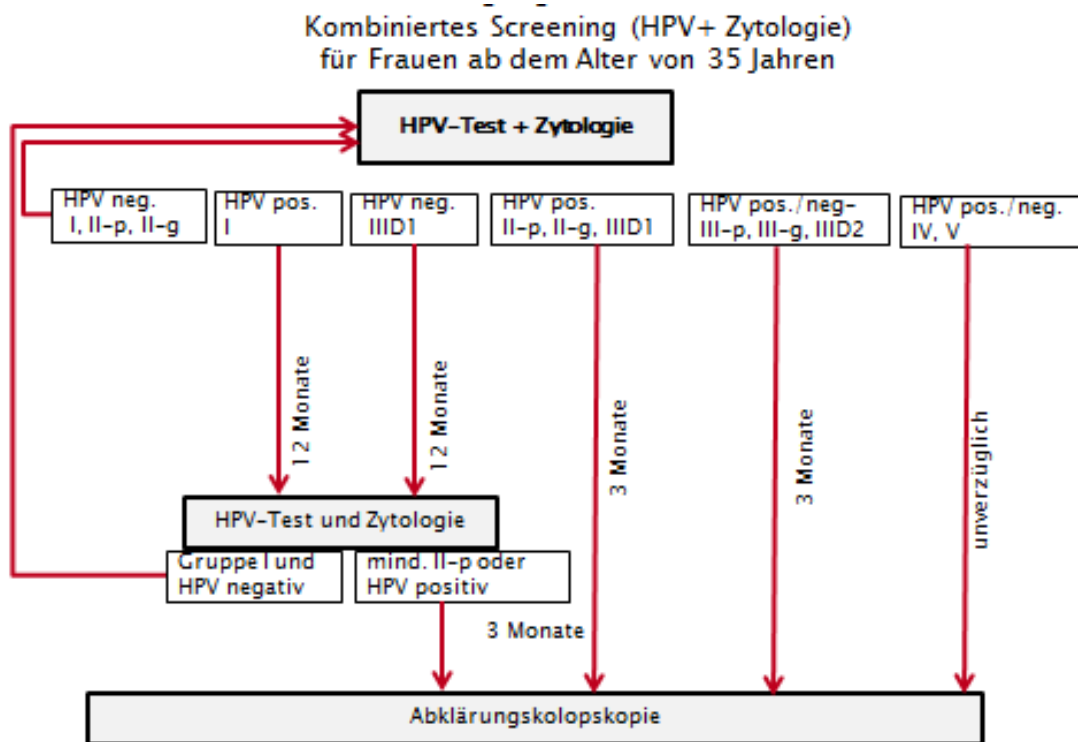 Kombiniertes Screening (HPV+ Zytologie)
für Frauen ab dem Alter von 35 Jahren
HPV-Test + Zytologie
HPV neg.
I, II-p, II-g
HPV pos.
I
HPV neg.
IIID1
HPV pos.
II-p, II-g, IIID1
HPV pos./neg-
III-p, III-g, IIID2
HPV pos./neg.
IV, V
12 Monate
12 Monate
3 Monate
3 Monate
unverzüglich
HPV-Test und Zytologie
Gruppe I und
HPV negativ
mind. II-p oder
HPV positiv
3 Monate
Abklärungskolopskopie